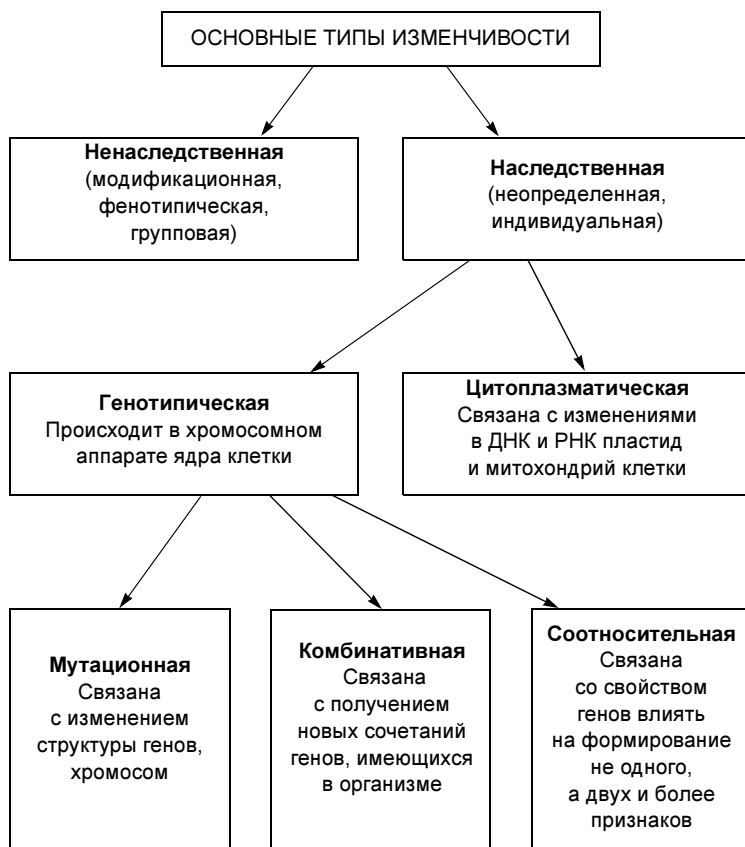 ОСНОВНЫЕ ТИПЫ ИЗМЕНЧИВОСТИ
Ненаследственная
(модификационная,
фенотипическая,
групповая)
Наследственная
(неопределенная,
индивидуальная)
Генотипическая
Происходит в хромосомном
аппарате ядра клетки
Цитоплазматическая
Связана с изменениями
в ДНК и РНК пластид
и митохондрий клетки
Мутационная
Связана
с изменением
структуры генов,
хромосом
Комбинативная
Связана
с получением
новых сочетаний
генов, имеющихся
в организме
Соотносительная
Связана
со свойством
генов влиять
на формирование
не одного,
а двух и более
признаков